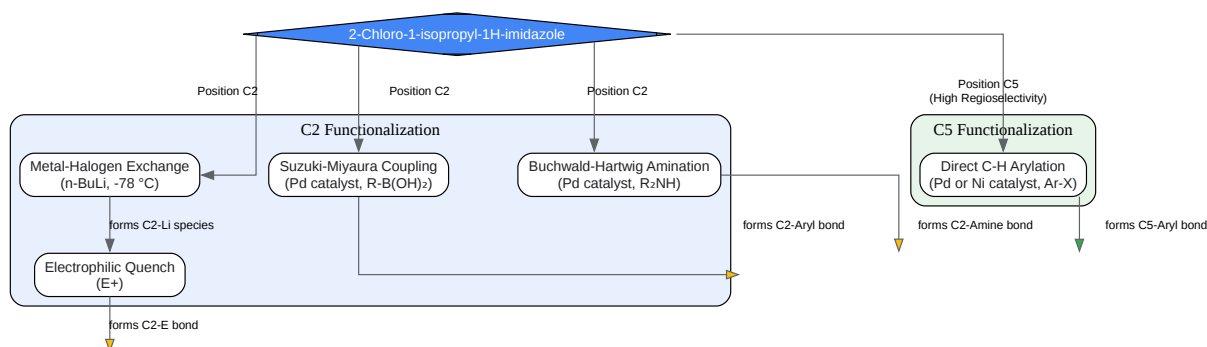 2-Chloro-1-isopropyl-1H-imidazole
Position C2
Position C2
Position C2
Position C5
(High Regioselectivity)
C2 Functionalization
C5 Functionalization
Metal-Halogen Exchange
(n-BuLi, -78 °C)
Suzuki-Miyaura Coupling
(Pd catalyst, R-B(OH)₂)
Buchwald-Hartwig Amination
(Pd catalyst, R₂NH)
Direct C-H Arylation
(Pd or Ni catalyst, Ar-X)
forms C2-Li species
forms C2-Aryl bond
forms C2-Amine bond
forms C5-Aryl bond
Electrophilic Quench
(E+)
forms C2-E bond